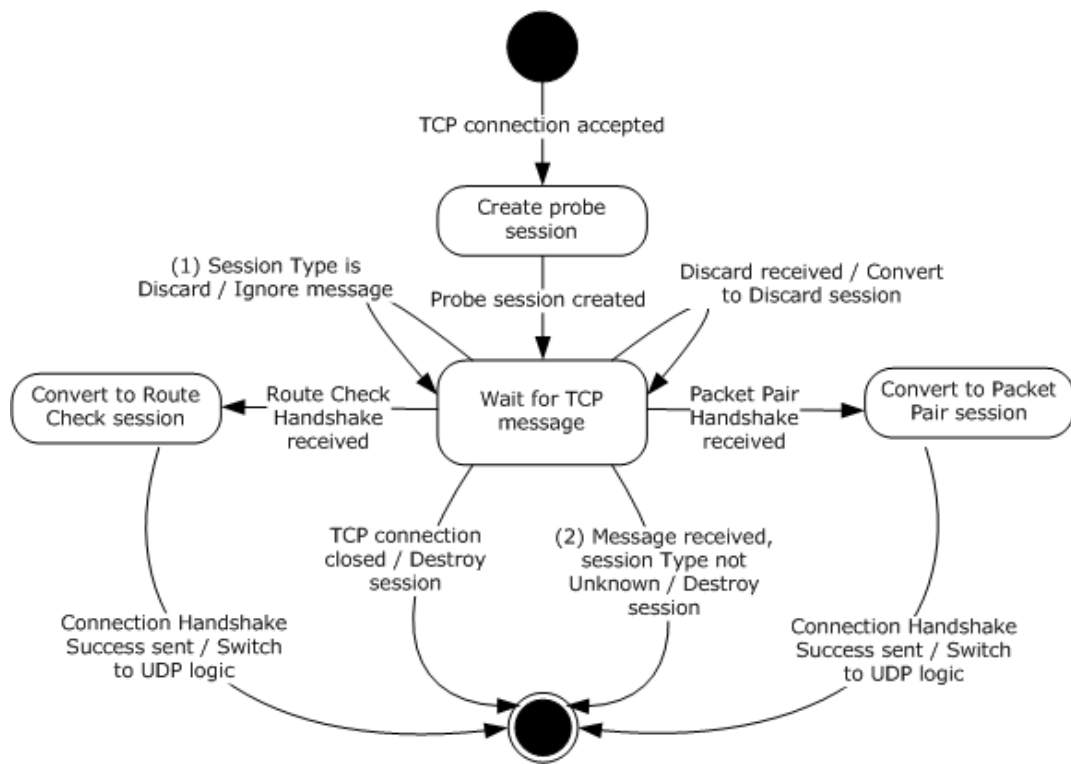 TCP connection accepted
Create probe
session
(1) Session Type is
Discard / Ignore message
Probe session created
Discard received / Convert
to Discard session
Convert to Route
Check session
Route Check
Handshake
received
Wait for TCP
message
Packet Pair
Handshake
received
Convert to Packet
Pair session
TCP connection
closed / Destroy
session
(2) Message received,
session Type not
Unknown / Destroy
session
Connection Handshake
Success sent / Switch
to UDP logic
Connection Handshake
Success sent / Switch
to UDP logic